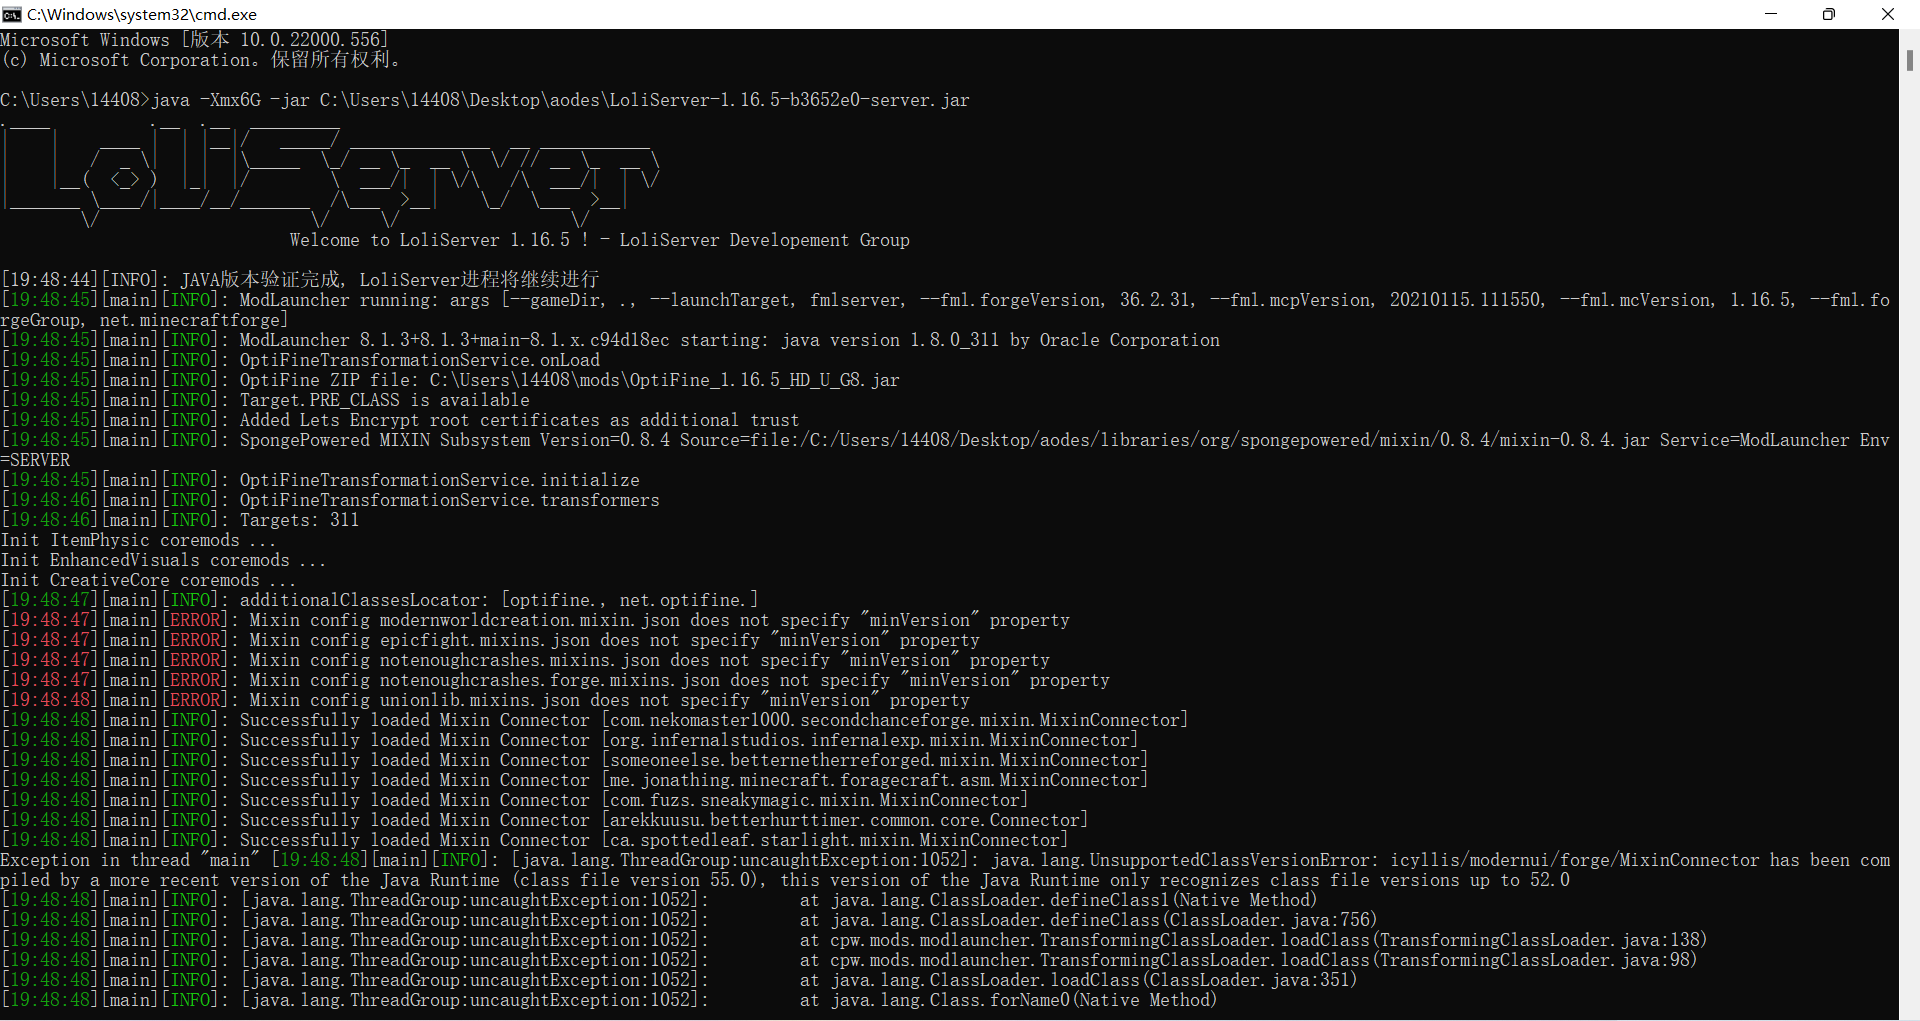 C:\Windows\system32\cmd.exe
Microsoft Windows [版本 10.0.22000.556]
(c) Microsoft Corporation。保留所有权利。
C:\Users\14408>java -Xmx6G -jar C:\Users\14408\Desktop\aodes\LoliServer-1.16.5-b3652e0-server.jar
LoliServer
Welcome to LoliServer 1.16.5 ! - LoliServer Developement Group
[19:48:44][INFO]: JAVA版本验证完成, LoliServer进程将继续进行
[19:48:45][main][INFO]: ModLauncher running: args [--gameDir, ., --launchTarget, fmlserver, --fml.forgeVersion, 36.2.31, --fml.mcpVersion, 20210115.111550, --fml.mcVersion, 1.16.5, --fml.fo
rgeGroup, net.minecraftforge]
[19:48:45][main][INFO]: ModLauncher 8.1.3+8.1.3+main-8.1.x.c94d18ec starting: java version 1.8.0_311 by Oracle Corporation
[19:48:45][main][INFO]: OptiFineTransformationService.onLoad
[19:48:45][main][INFO]: OptiFine ZIP file: C:\Users\14408\mods\OptiFine_1.16.5_HD_U_G8.jar
[19:48:45][main][INFO]: Target.PRE_CLASS is available
[19:48:45][main][INFO]: Added Lets Encrypt root certificates as additional trust
[19:48:45][main][INFO]: SpongePowered MIXIN Subsystem Version=0.8.4 Source=file:/C:/Users/14408/Desktop/aodes/libraries/org/spongepowered/mixin/0.8.4/mixin-0.8.4.jar Service=ModLauncher Env
=SERVER
[19:48:45][main][INFO]: OptiFineTransformationService.initialize
[19:48:46][main][INFO]: OptiFineTransformationService.transformers
[19:48:46][main][INFO]: Targets: 311
Init ItemPhysic coremods ...
Init EnhancedVisuals coremods ...
Init CreativeCore coremods ...
[19:48:47][main][INFO]: additionalClassesLocator: [optifine., net.optifine.]
[19:48:47][main][ERROR]: Mixin config modernworldcreation.mixin.json does not specify "minVersion" property
[19:48:47][main][ERROR]: Mixin config epicfight.mixins.json does not specify "minVersion" property
[19:48:47][main][ERROR]: Mixin config notenoughcrashes.mixins.json does not specify "minVersion" property
[19:48:47][main][ERROR]: Mixin config notenoughcrashes.forge.mixins.json does not specify "minVersion" property
[19:48:48][main][ERROR]: Mixin config unionlib.mixins.json does not specify "minVersion" property
[19:48:48][main][INFO]: Successfully loaded Mixin Connector [com.nekomaster1000.secondchanceforge.mixin.MixinConnector]
[19:48:48][main][INFO]: Successfully loaded Mixin Connector [org.infernalstudios.infernalexp.mixin.MixinConnector]
[19:48:48][main][INFO]: Successfully loaded Mixin Connector [someoneelse.betternetherreforged.mixin.MixinConnector]
[19:48:48][main][INFO]: Successfully loaded Mixin Connector [me.jonathing.minecraft.foragecraft.asm.MixinConnector]
[19:48:48][main][INFO]: Successfully loaded Mixin Connector [com.fuzs.sneakymagic.mixin.MixinConnector]
[19:48:48][main][INFO]: Successfully loaded Mixin Connector [arekkuusu.betterhurttimer.common.core.Connector]
[19:48:48][main][INFO]: Successfully loaded Mixin Connector [ca.spottedleaf.starlight.mixin.MixinConnector]
Exception in thread "main" [19:48:48][main][INFO]: [java.lang.ThreadGroup:uncaughtException:1052]: java.lang.UnsupportedClassVersionError: icyllis/modernui/forge/MixinConnector has been com
piled by a more recent version of the Java Runtime (class file version 55.0), this version of the Java Runtime only recognizes class file versions up to 52.0
[19:48:48][main][INFO]: [java.lang.ThreadGroup:uncaughtException:1052]: at java.lang.ClassLoader.defineClass1(Native Method)
[19:48:48][main][INFO]: [java.lang.ThreadGroup:uncaughtException:1052]: at java.lang.ClassLoader.defineClass(ClassLoader.java:756)
[19:48:48][main][INFO]: [java.lang.ThreadGroup:uncaughtException:1052]: at cpw.mods.modlauncher.TransformingClassLoader.loadClass(TransformingClassLoader.java:138)
[19:48:48][main][INFO]: [java.lang.ThreadGroup:uncaughtException:1052]: at cpw.mods.modlauncher.TransformingClassLoader.loadClass(TransformingClassLoader.java:98)
[19:48:48][main][INFO]: [java.lang.ThreadGroup:uncaughtException:1052]: at java.lang.ClassLoader.loadClass(ClassLoader.java:351)
[19:48:48][main][INFO]: [java.lang.ThreadGroup:uncaughtException:1052]: at java.lang.Class.forName0(Native Method)